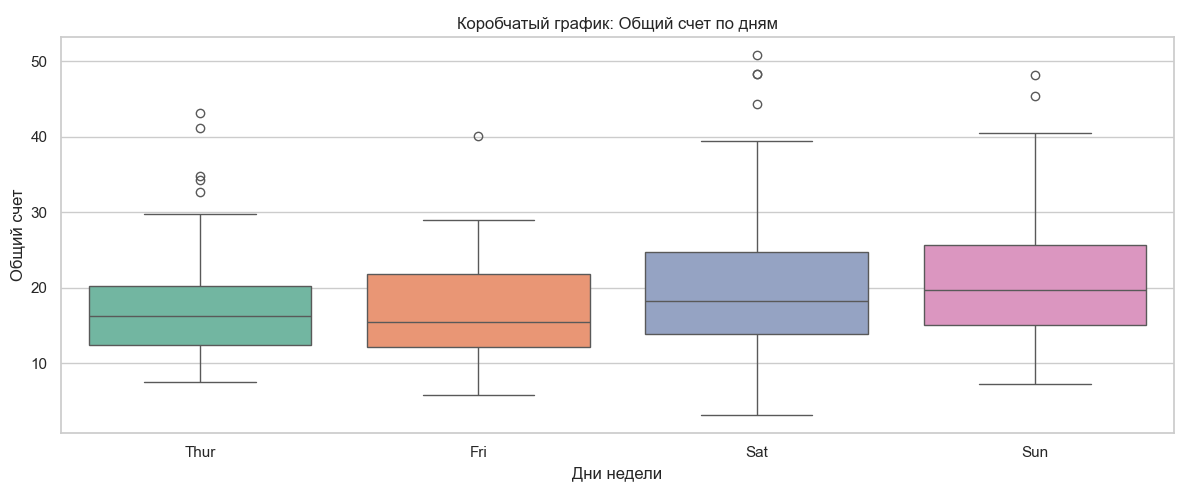 Коробчатый график: Общий счет по дням
Общий счет
50
40
30
20
10
Thur
Fri
Sat
Sun
Дни недели